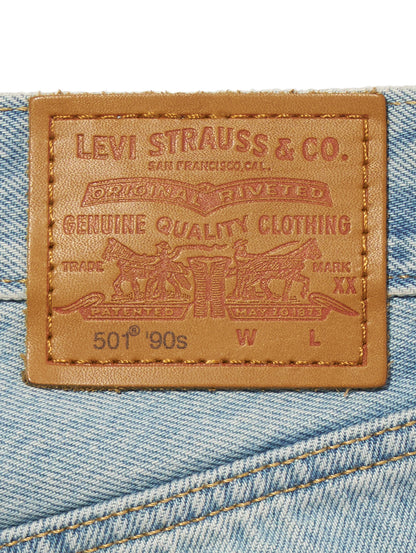 LEVI STRAUSS & CO.
SAN FRANCISCO, CAL.
ORIGINAL RIVETED
GENUINE QUALITY CLOTHING
TRADE MARK
XX
PATENTED MAY 20 1873
501® '90s W L